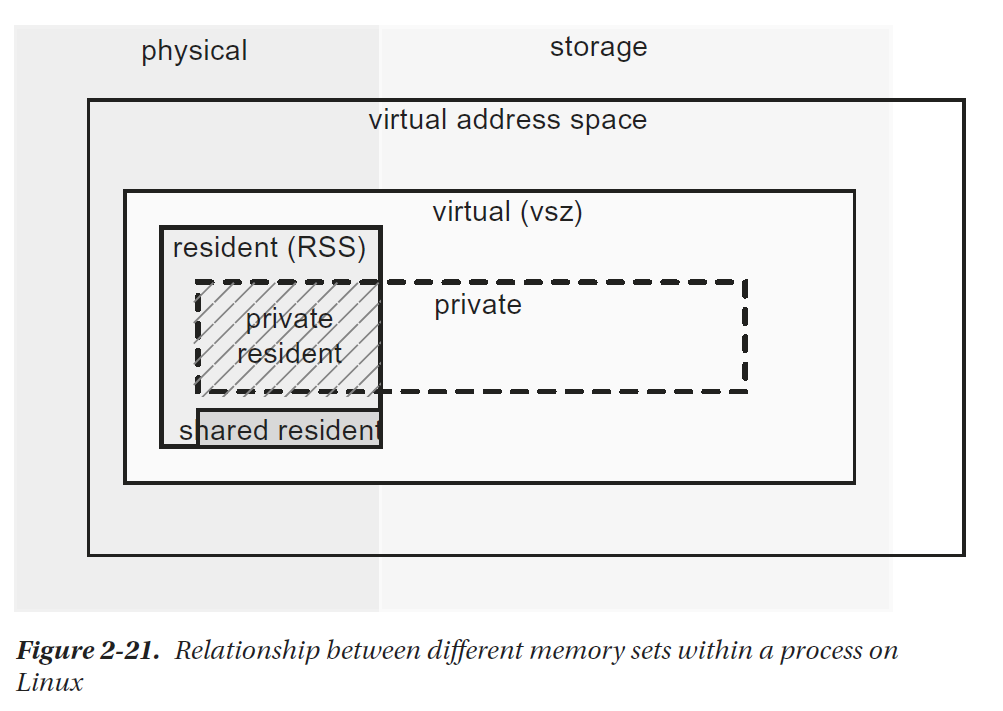 physical
storage
virtual address space
virtual (vsz)
resident (RSS)
private
private
resident
shared resident
Figure 2-21. Relationship between different memory sets within a process on
Linux